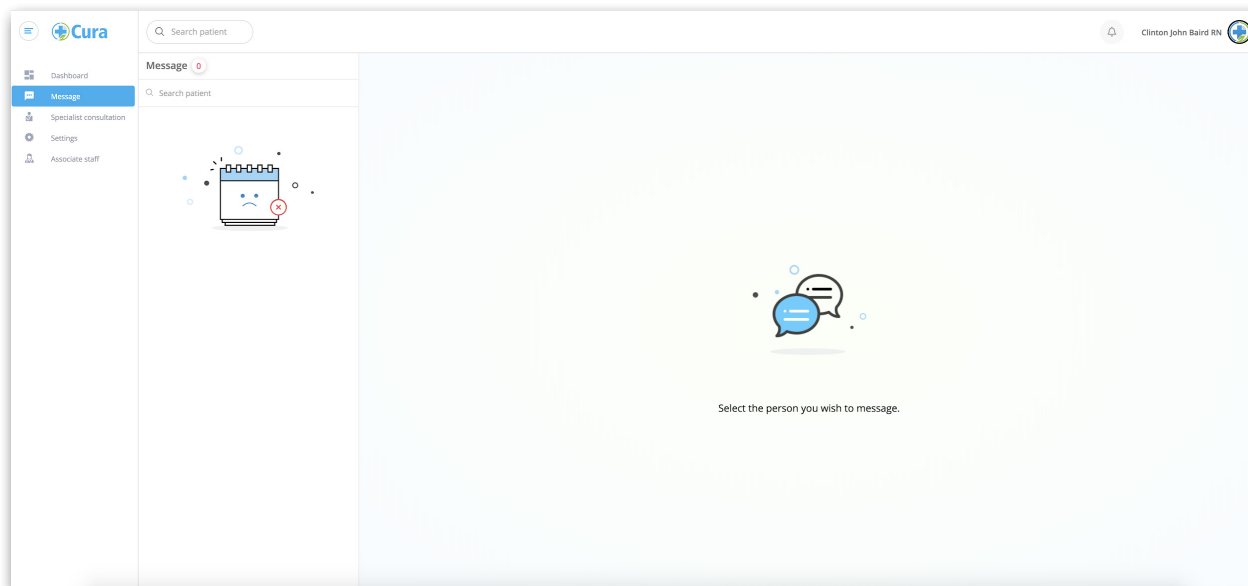 Cura
Search patient
Clinton John Baird RN
Dashboard
Message
Specialist consultation
Settings
Associate staff
Message 0
Search patient
Select the person you wish to message.